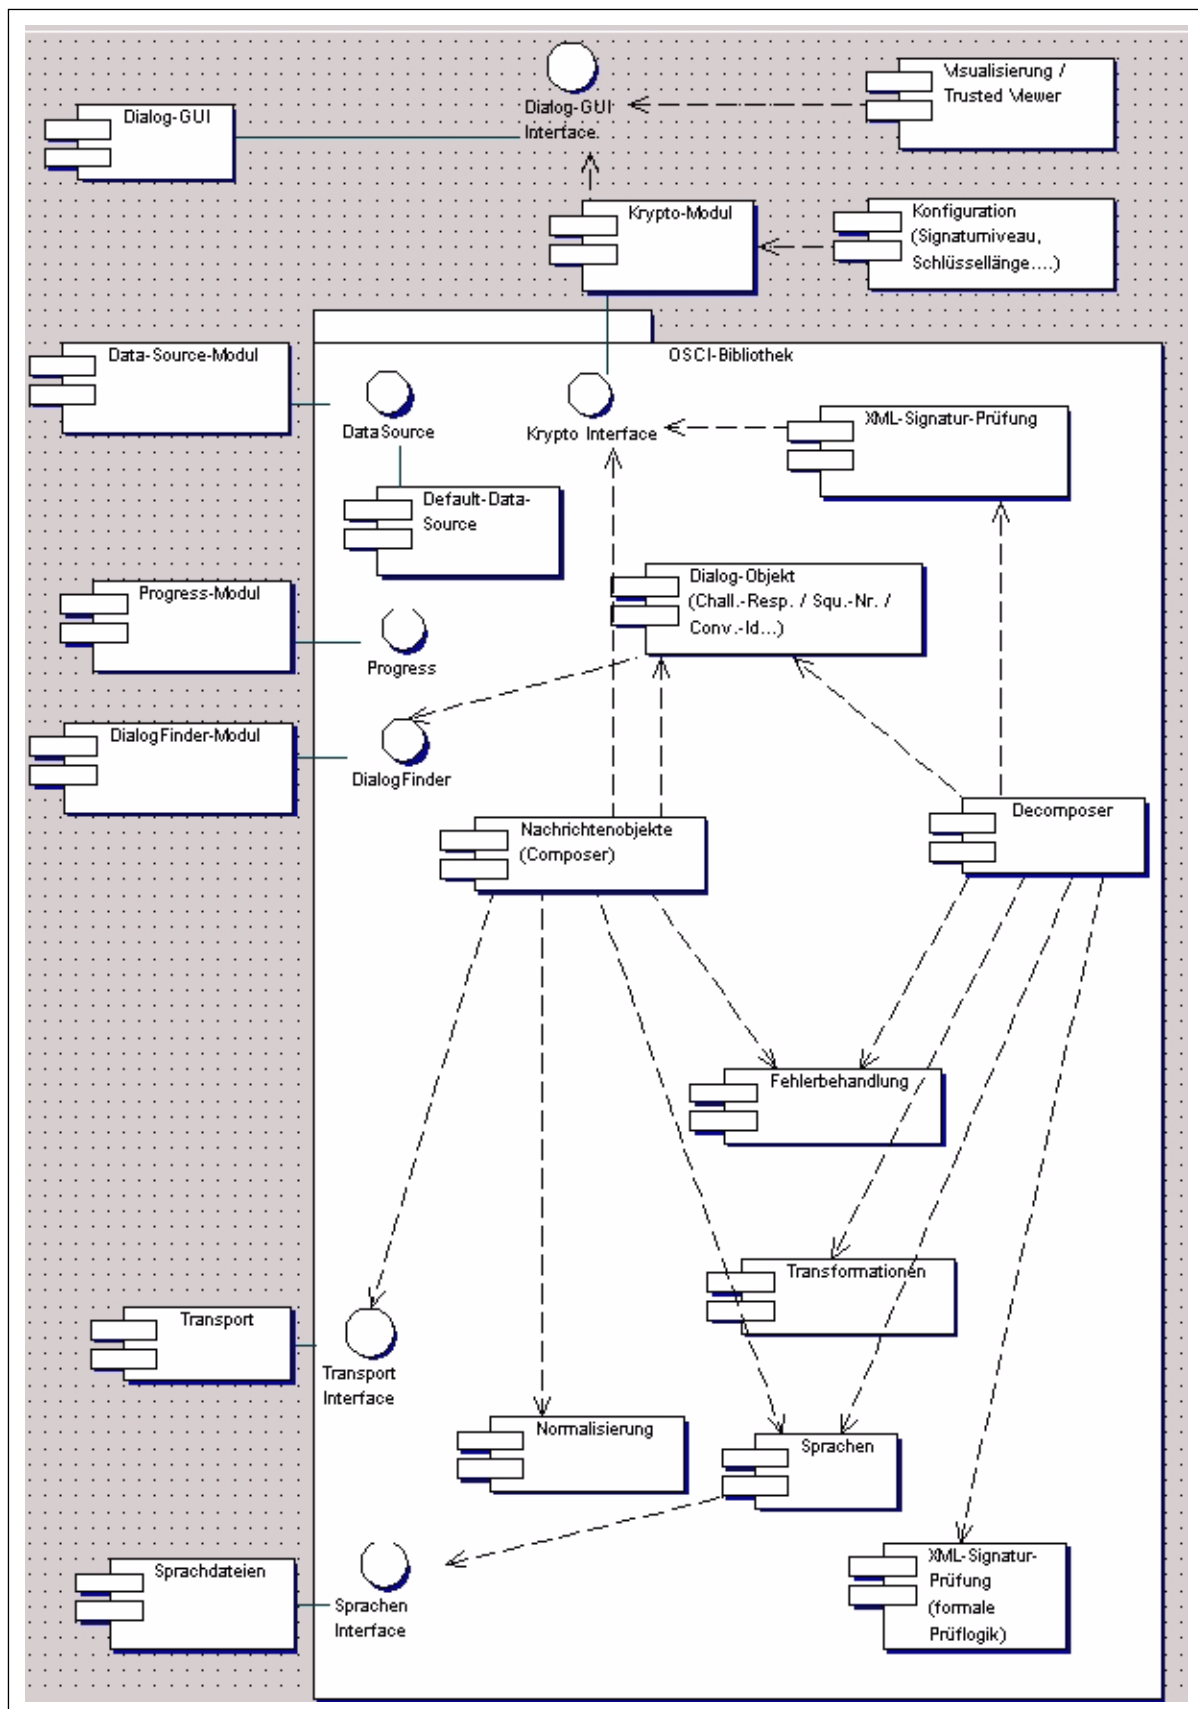 Visualisierung /
Trusted Viewer
Dialog-GUI
Interface.
Dialog-GUI
Krypto-Modul
Konfiguration
(Signaturniveau,
Schlüssellänge....)
OSCI-Bibliothek
Data-Source-Modul
DataSource
Krypto Interface
XML-Signatur-Prüfung
Default-Data-
Source
Dialog-Objekt
(Chall.-Resp. / Squ.-Nr. /
Conv.-Id...)
Progress-Modul
Progress
DialogFinder-Modul
DialogFinder
Nachrichtenobjekte
(Composer)
Decomposer
Fehlerbehandlung
Transformationen
Transport
Transport
Interface
Normalisierung
Sprachen
Sprachdateien
Sprachen
Interface
XML-Signatur-
Prüfung
(formale
Prüflogik)